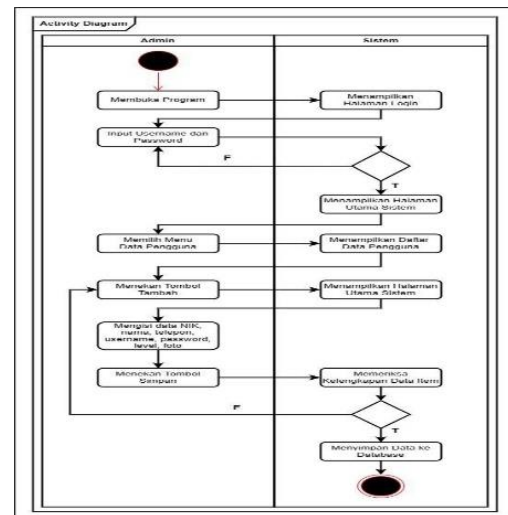 Activity Diagram
Admin
Sistem
Membuka Program
Menampilkan
Halaman Login
Input Username dan
Password
F
T
Menampilkan Halaman
Utama Sistem
Memilih Menu
Data Pengguna
Menampilkan Daftar
Data Pengguna
Menekan Tombol
Tambah
Menampilkan Halaman
Utama Sistem
Mengisi data NIK,
nama, telepon,
username, password,
level, foto
Menekan Tombol
Simpan
Memeriksa
Kelengkapan Data Item
F
T
Menyimpan Data ke
Database